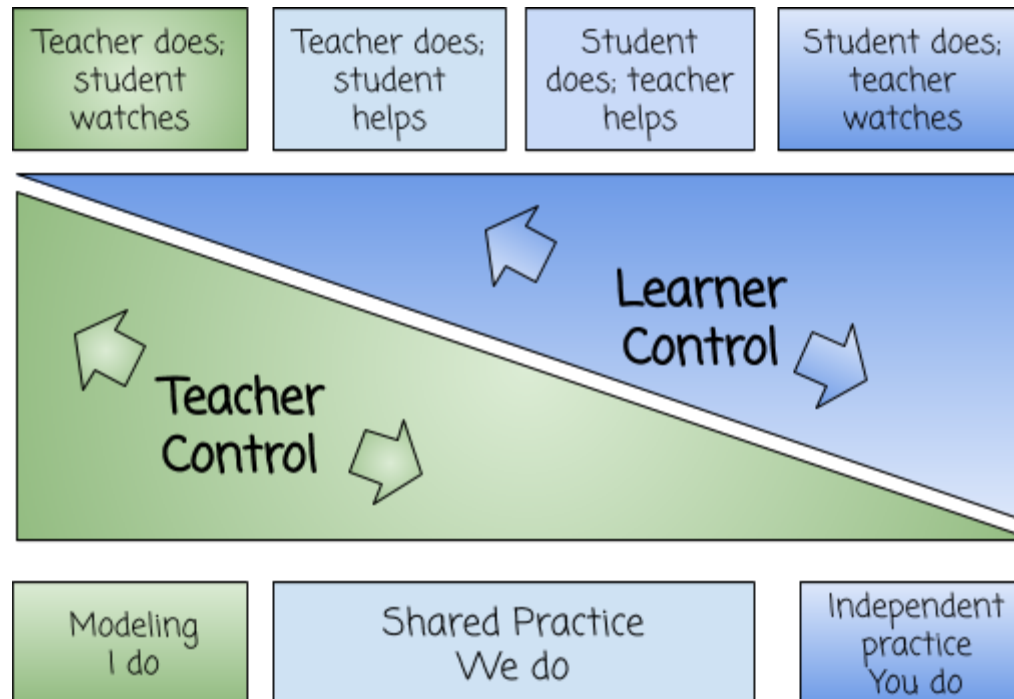 Teacher does;
student
watches
Teacher does;
student
helps
Student
does; teacher
helps
Student does;
teacher
watches
Learner
Control
Teacher
Control
Modeling
I do
Shared Practice
We do
Independent
practice
You do